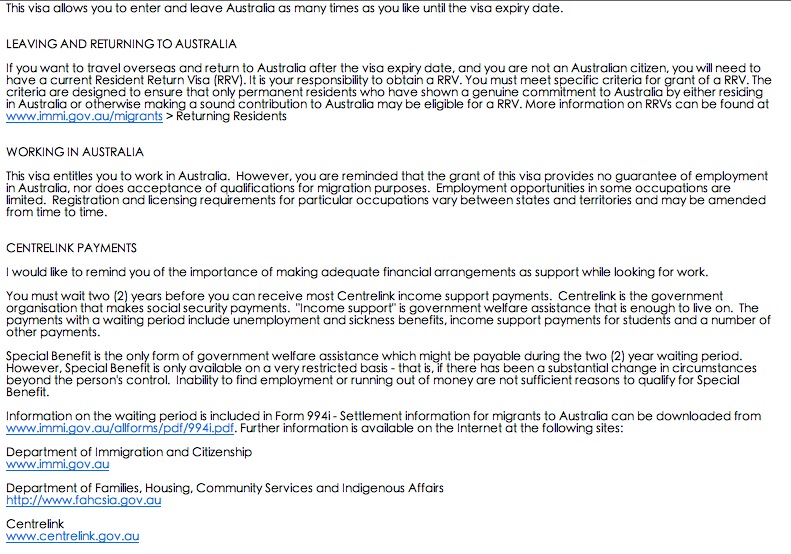 This visa allows you to enter and leave Australia as many times as you like until the visa expiry date.
LEAVING AND RETURNING TO AUSTRALIA
If you want to travel overseas and return to Australia after the visa expiry date, and you are not an Australian citizen, you will need to
have a current Resident Return Visa (RRV). It is your responsibility to obtain a RRV. You must meet specific criteria for grant of a RRV. The
criteria are designed to ensure that only permanent residents who have shown a genuine commitment to Australia by either residing
in Australia or otherwise making a sound contribution to Australia may be eligible for a RRV. More information on RRVs can be found at
www.immi.gov.au/migrants > Returning Residents
WORKING IN AUSTRALIA
This visa entitles you to work in Australia.  However, you are reminded that the grant of this visa provides no guarantee of employment
in Australia, nor does acceptance of qualifications for migration purposes.  Employment opportunities in some occupations are
limited.  Registration and licensing requirements for particular occupations vary between states and territories and may be amended
from time to time.
CENTRELINK PAYMENTS
I would like to remind you of the importance of making adequate financial arrangements as support while looking for work.
You must wait two (2) years before you can receive most Centrelink income support payments.  Centrelink is the government
organisation that makes social security payments.  "Income support" is government welfare assistance that is enough to live on.  The
payments with a waiting period include unemployment and sickness benefits, income support payments for students and a number of
other payments.
Special Benefit is the only form of government welfare assistance which might be payable during the two (2) year waiting period.
However, Special Benefit is only available on a very restricted basis - that is, if there has been a substantial change in circumstances
beyond the person's control.  Inability to find employment or running out of money are not sufficient reasons to qualify for Special
Benefit.
Information on the waiting period is included in Form 994i - Settlement information for migrants to Australia can be downloaded from
www.immi.gov.au/allforms/pdf/994i.pdf. Further information is available on the Internet at the following sites:
Department of Immigration and Citizenship
www.immi.gov.au
Department of Families, Housing, Community Services and Indigenous Affairs
http://www.fahcsia.gov.au
Centrelink
www.centrelink.gov.au